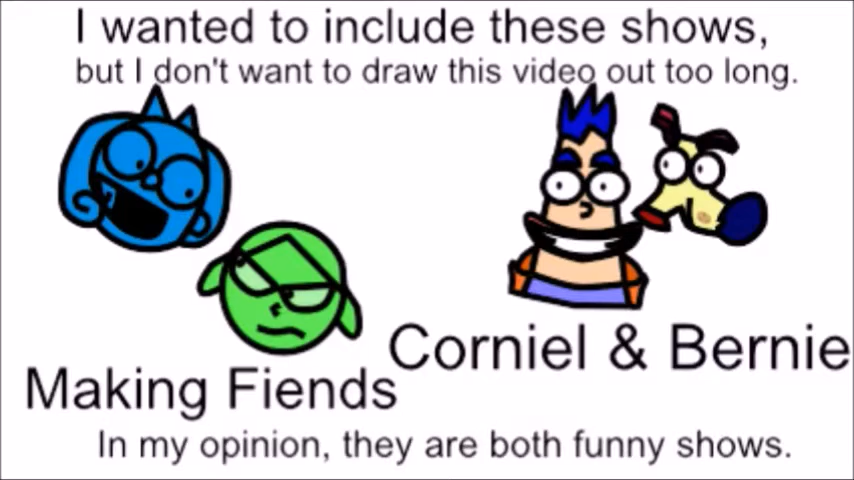 I wanted to include these shows,
but I don't want to draw this video out too long.
Corniel & Bernie
Making Fiends
In my opinion, they are both funny shows.